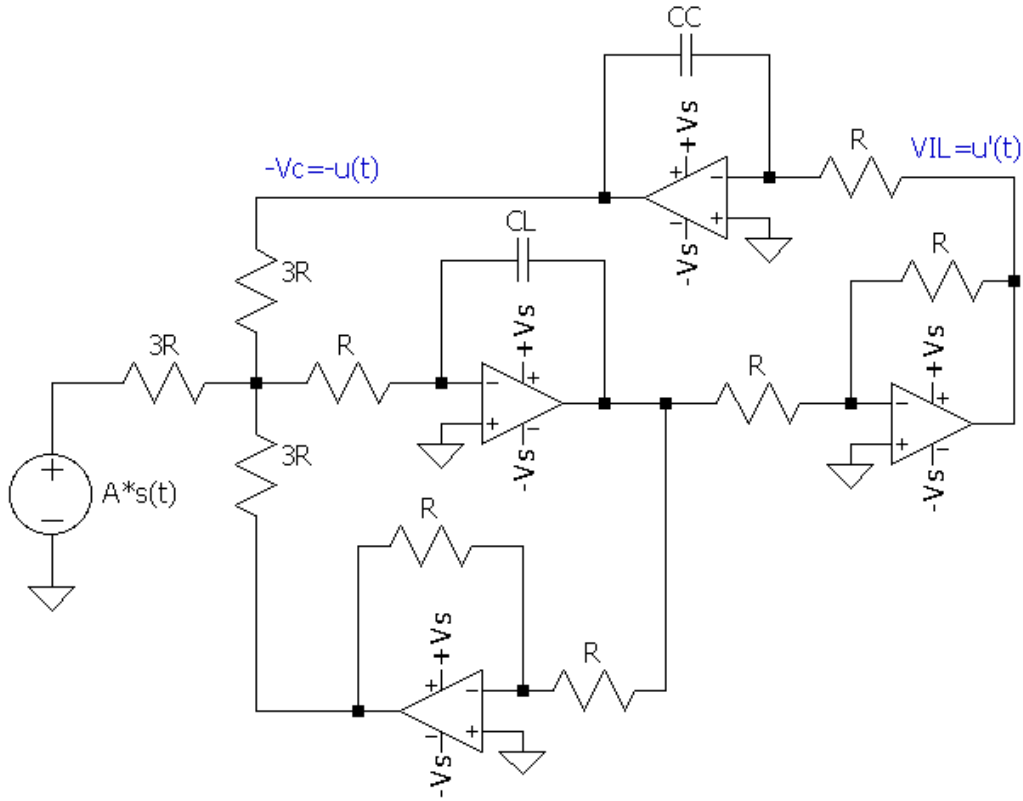 CC
+Vs
R
VIL=u'(t)
-Vc=-u(t)
-Vs
CL
R
3R
+Vs
3R
R
R
+Vs
3R
-Vs
-Vs
A*s(t)
R
+Vs
R
-Vs